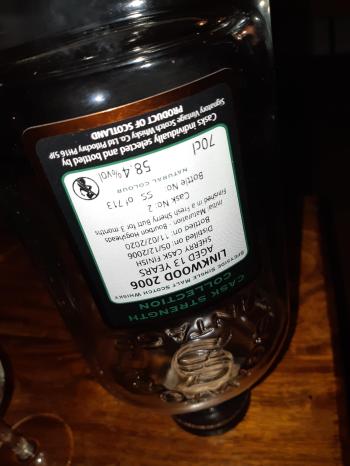 CASK STRENGTH
COLLECTION
SPEYSIDE SINGLE MALT SCOTCH WHISKY
LINKWOOD 2006
AGED 13 YEARS
SHERRY CASK FINISH
Distilled on: 05/12/2006
Bottled on: 11/02/2020
Initial Maturation - Bourbon Hogsheads
Finished in a Fresh Sherry Butt for 3 months
Cask No: 2
Bottle No: 55 of 713
NATURAL COLOUR
70cl 58.4%vol
Casks individually selected and bottled by
Signatory Vintage Scotch Whisky Co. Ltd Pitlochry PH16 5JP
PRODUCT OF SCOTLAND